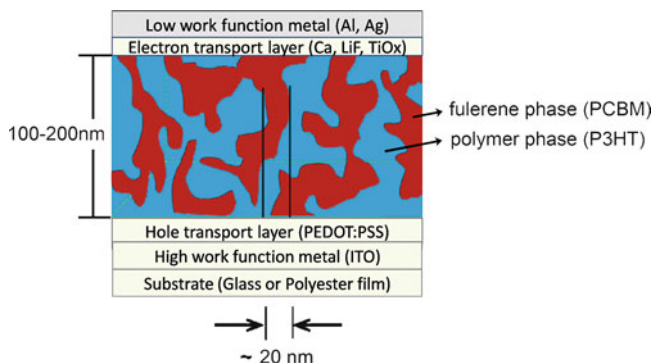 Low work function metal (Al, Ag)
Electron transport layer (Ca, LiF, TiOx)
100-200nm
fulerene phase (PCBM)
polymer phase (P3HT)
Hole transport layer (PEDOT:PSS)
High work function metal (ITO)
Substrate (Glass or Polyester film)
~ 20 nm